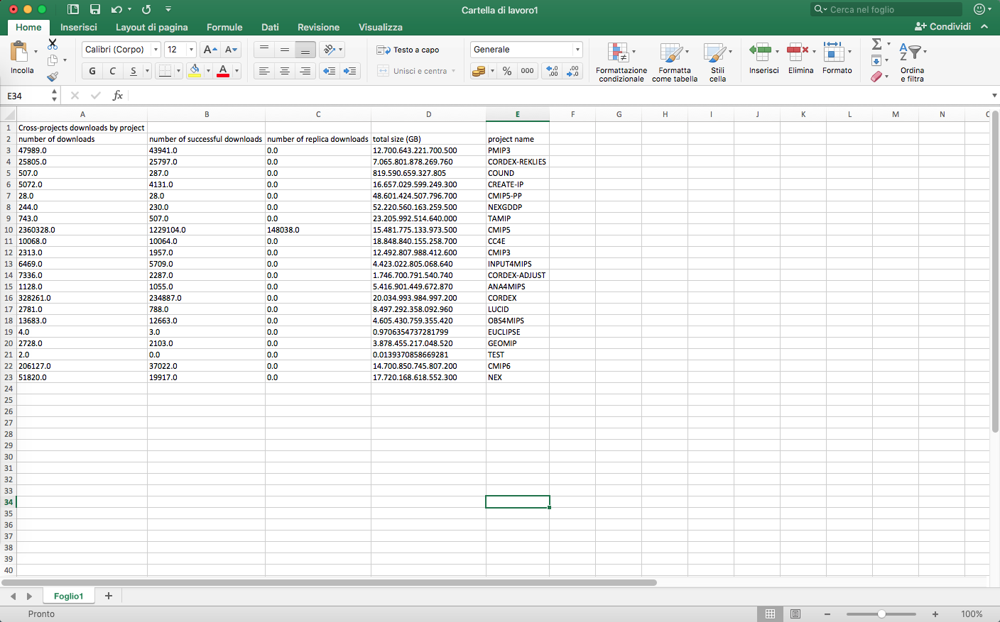 Cartella di lavoro1
Cerca nel foglio
Home Inserisci Layout di pagina Formule Dati Revisione Visualizza
Condividi
Incolla
Calibri (Corpo) 12 A A
G C S A
Testo a capo
Unisci e centra
Generale
% 000
Formattazione condizionale
Formatta come tabella
Stili cella
Inserisci Elimina Formato
Ordina e filtra
E34 fx
A B C D E F G H I J K L M N
1 Cross-projects downloads by project
2 number of downloads number of successful downloads number of replica downloads total size (GB) project name
3 47989.0 43941.0 0.0 12.700.643.221.700.500 PMIP3
4 25805.0 25797.0 0.0 7.065.801.878.269.760 CORDEX-REKLIES
5 507.0 287.0 0.0 819.590.659.327.805 COUND
6 5072.0 4131.0 0.0 16.657.029.599.249.300 CREATE-IP
7 28.0 28.0 0.0 48.601.424.507.796.700 CMIP5-PP
8 244.0 230.0 0.0 52.220.560.163.259.500 NEXGDDP
9 743.0 507.0 0.0 23.205.992.514.640.000 TAMIP
10 2360328.0 1229104.0 148038.0 15.481.775.133.973.500 CMIP5
11 10068.0 10064.0 0.0 18.848.840.155.258.700 CC4E
12 2313.0 1957.0 0.0 12.492.807.988.412.600 CMIP3
13 6469.0 5709.0 0.0 4.423.022.805.068.640 INPUT4MIPS
14 7336.0 2287.0 0.0 1.746.700.791.540.740 CORDEX-ADJUST
15 1128.0 1055.0 0.0 5.416.901.449.672.870 ANA4MIPS
16 328261.0 234887.0 0.0 20.034.993.984.997.200 CORDEX
17 2781.0 788.0 0.0 8.497.292.358.092.960 LUCID
18 13683.0 12663.0 0.0 4.605.430.759.355.420 OBS4MIPS
19 4.0 3.0 0.0 0.9706354737281799 EUCLIPSE
20 2728.0 2103.0 0.0 3.878.455.217.048.520 GEOMIP
21 2.0 0.0 0.0 0.0139370858669281 TEST
22 206127.0 37022.0 0.0 14.700.850.745.807.200 CMIP6
23 51820.0 19917.0 0.0 17.720.168.618.552.300 NEX
24
25
26
27
28
29
30
31
32
33
34
35
36
37
38
39
40
Foglio1 +
Pronto
100%